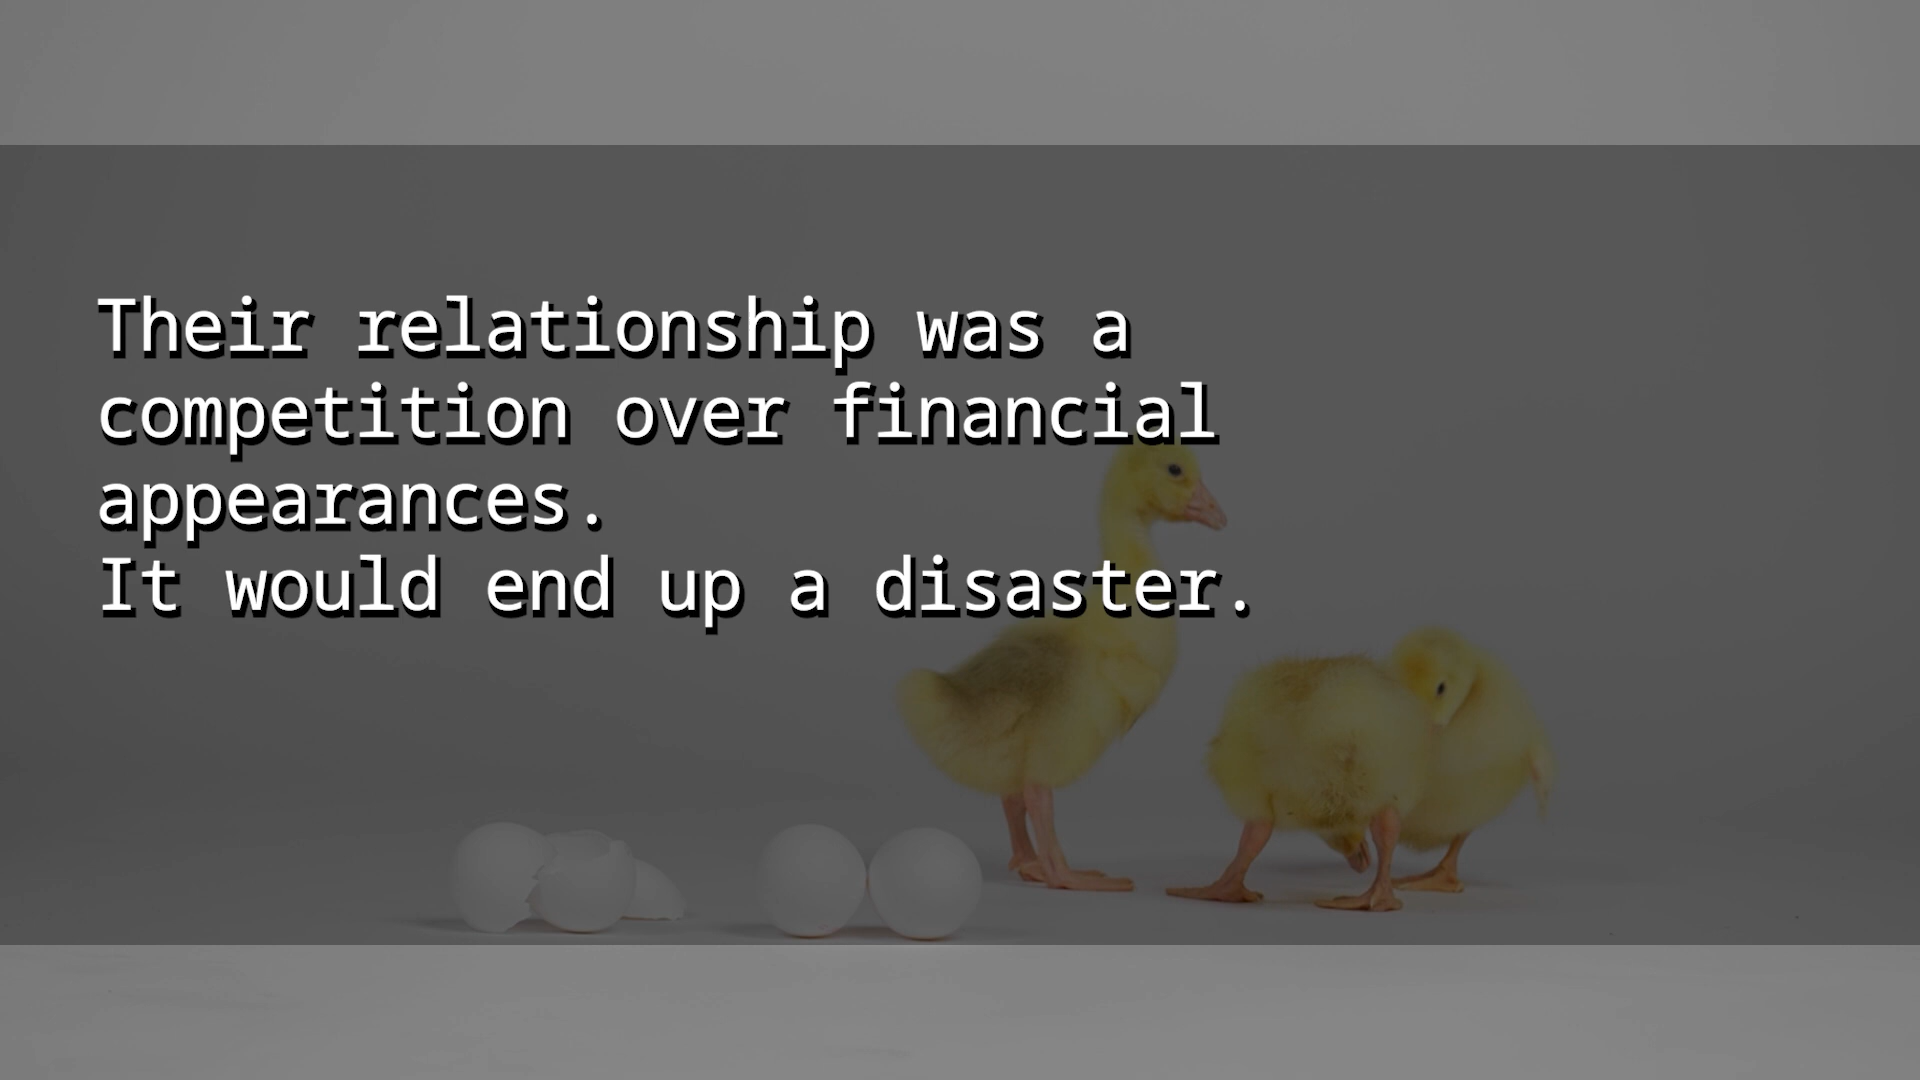 Their relationship was a
competition over financial
appearances.
It would end up a disaster.